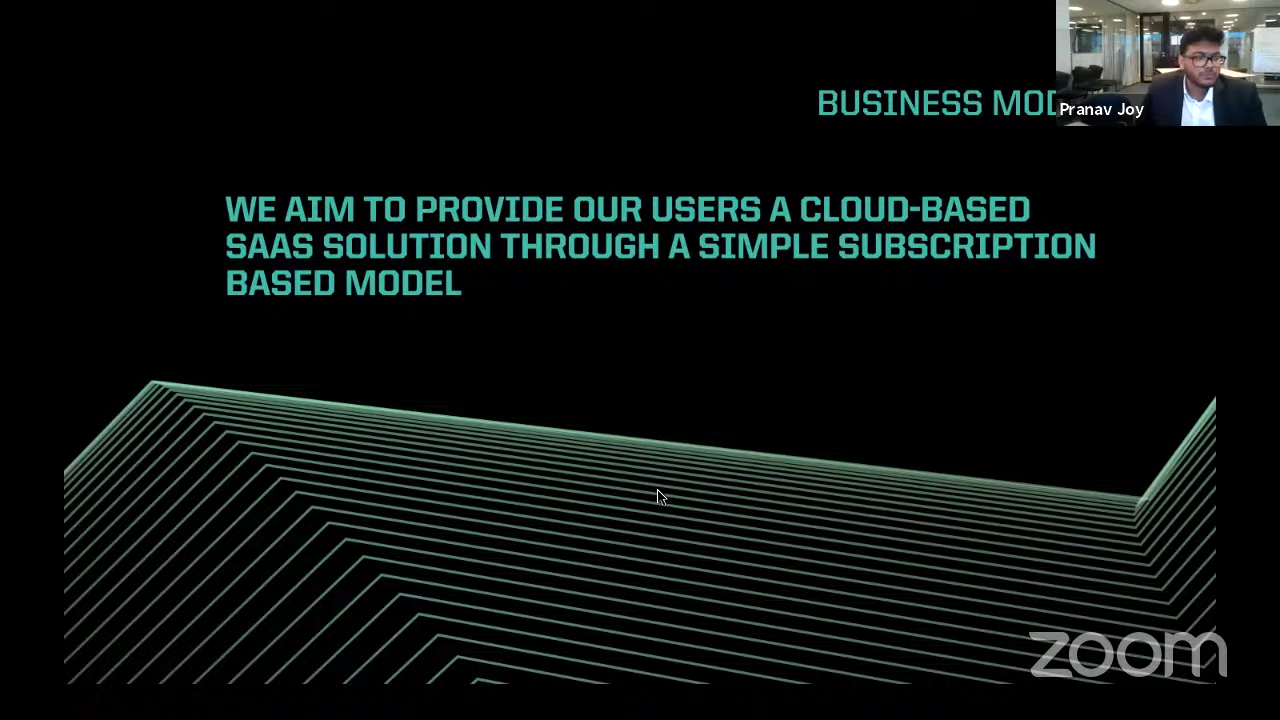 BUSINESS MOD
Pranav Joy
WE AIM TO PROVIDE OUR USERS A CLOUD-BASED
SAAS SOLUTION THROUGH A SIMPLE SUBSCRIPTION
BASED MODEL
zoom